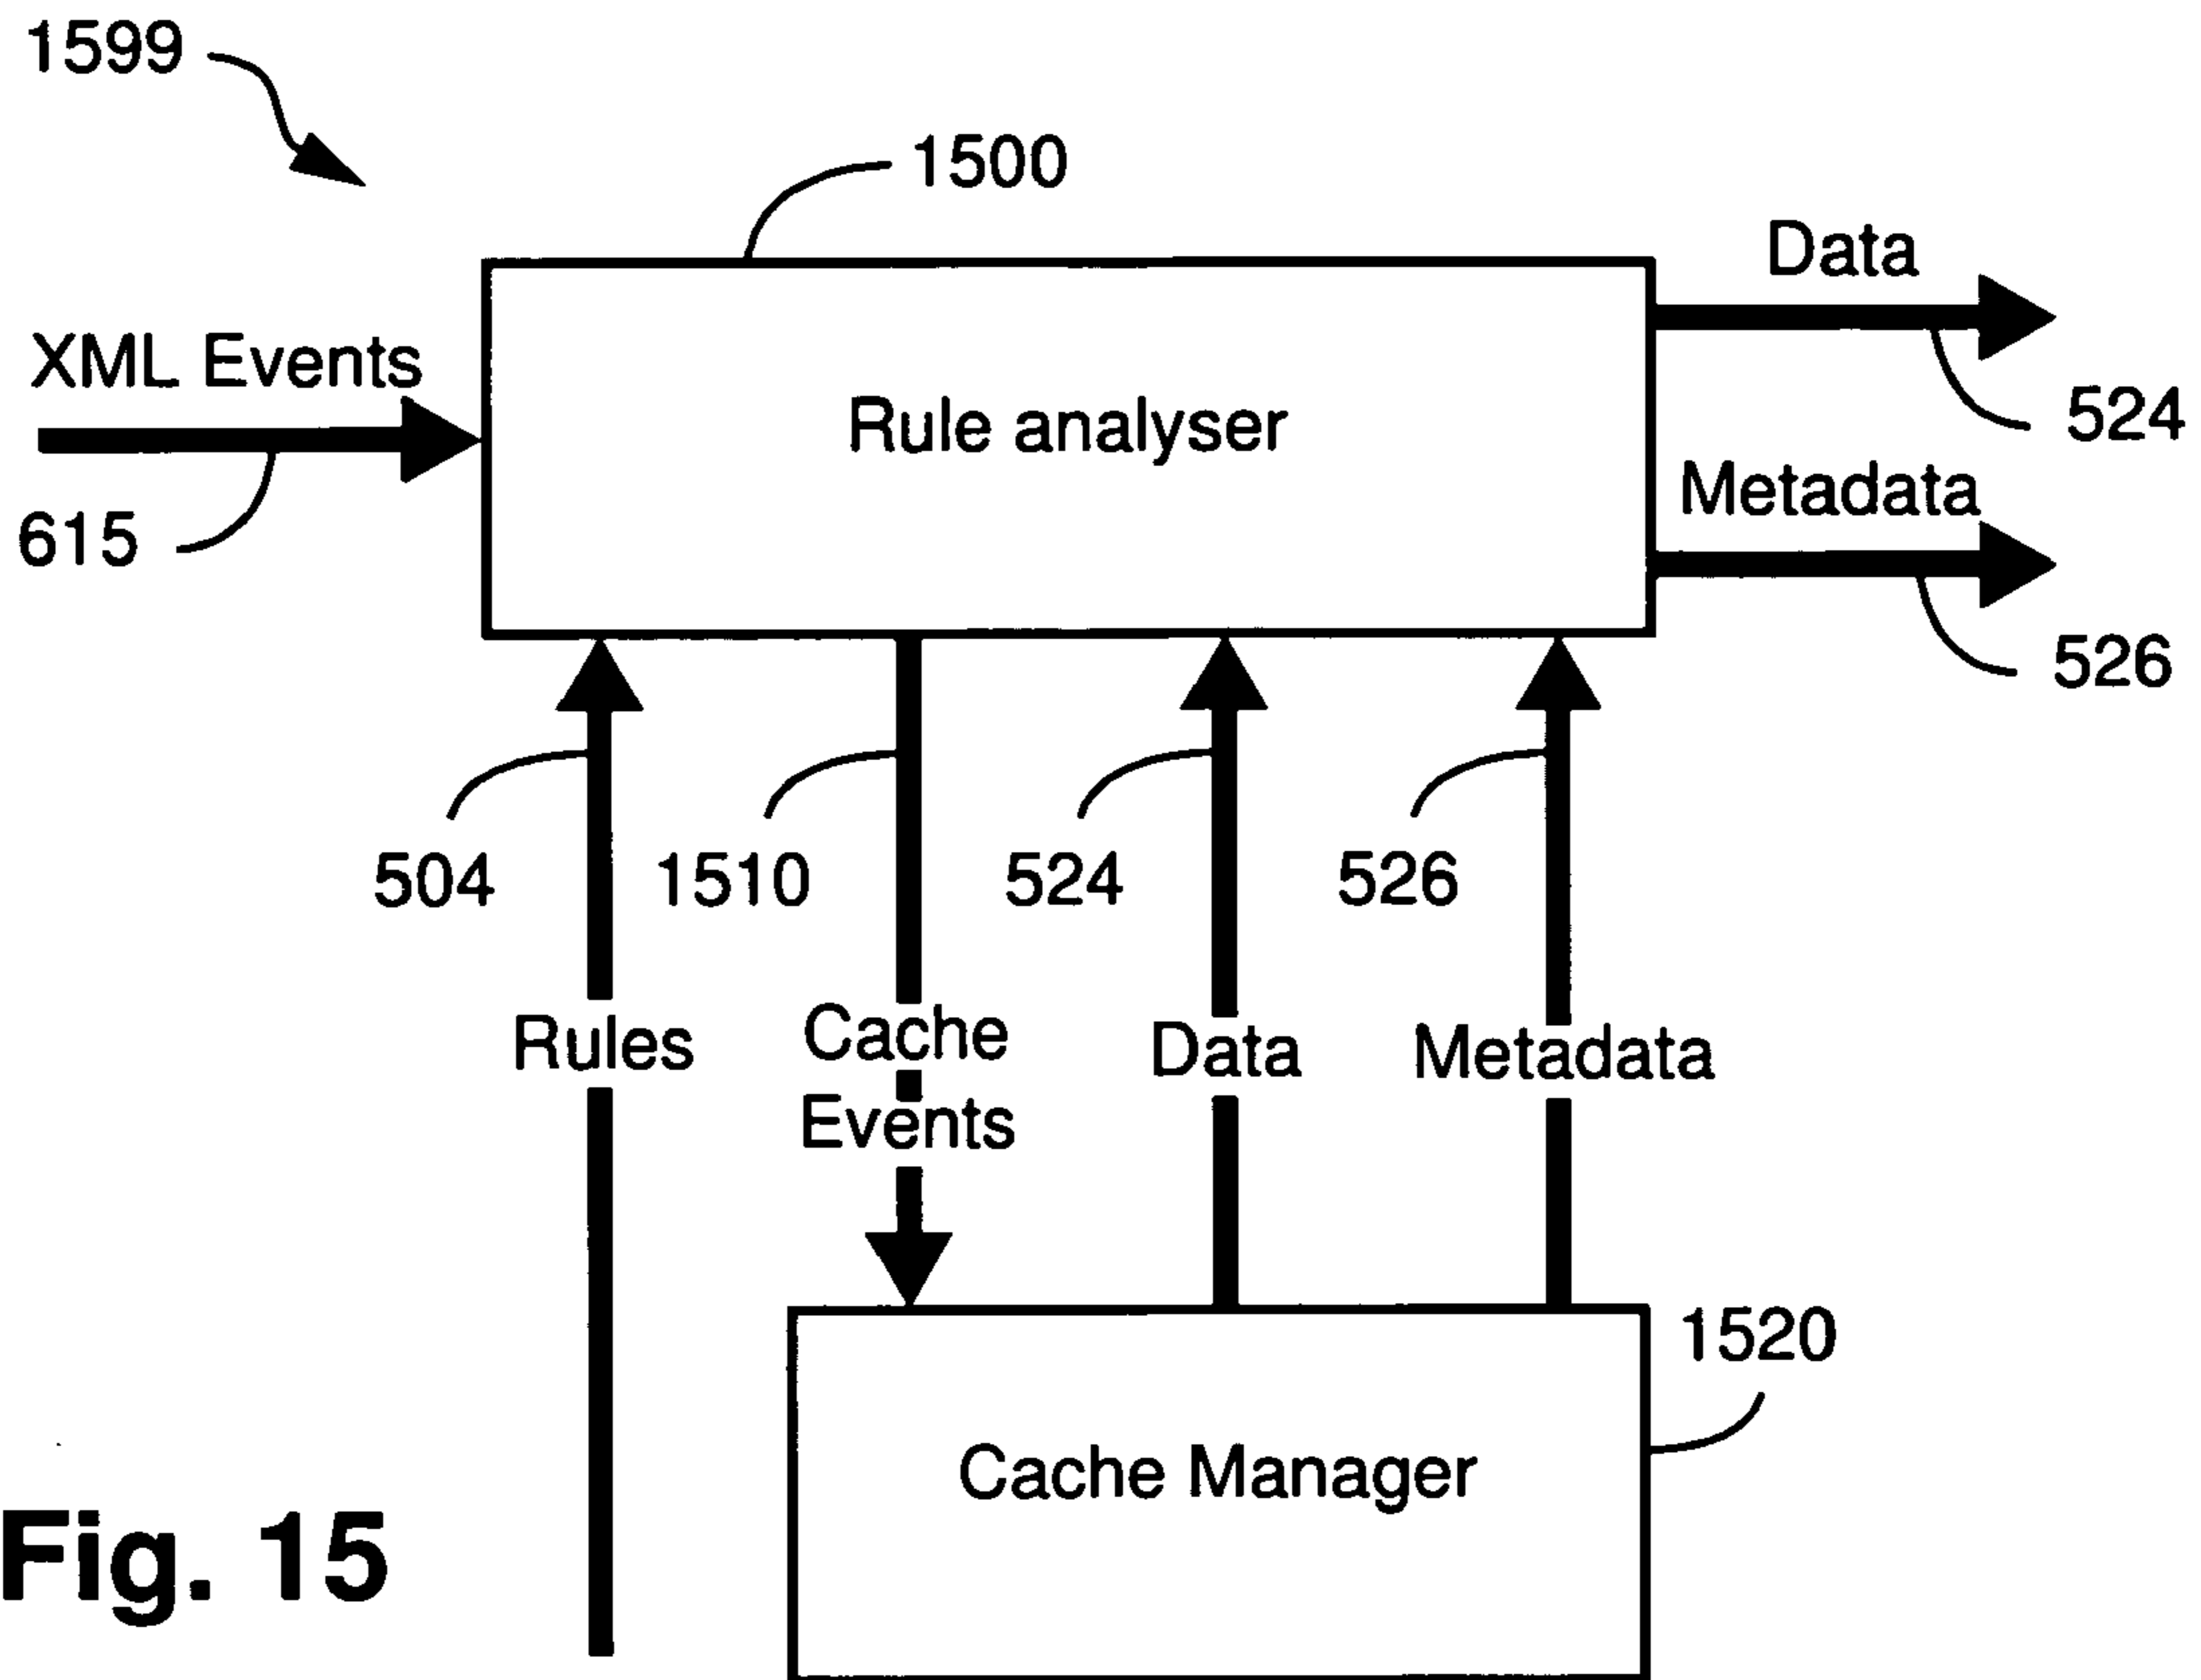 1599
1500
Data
XML Events
Rule analyser
524
Metadata
615
526
504
1510
524
526
Rules
Cache
Events
Data
Metadata
1520
Cache Manager
Fig. 15